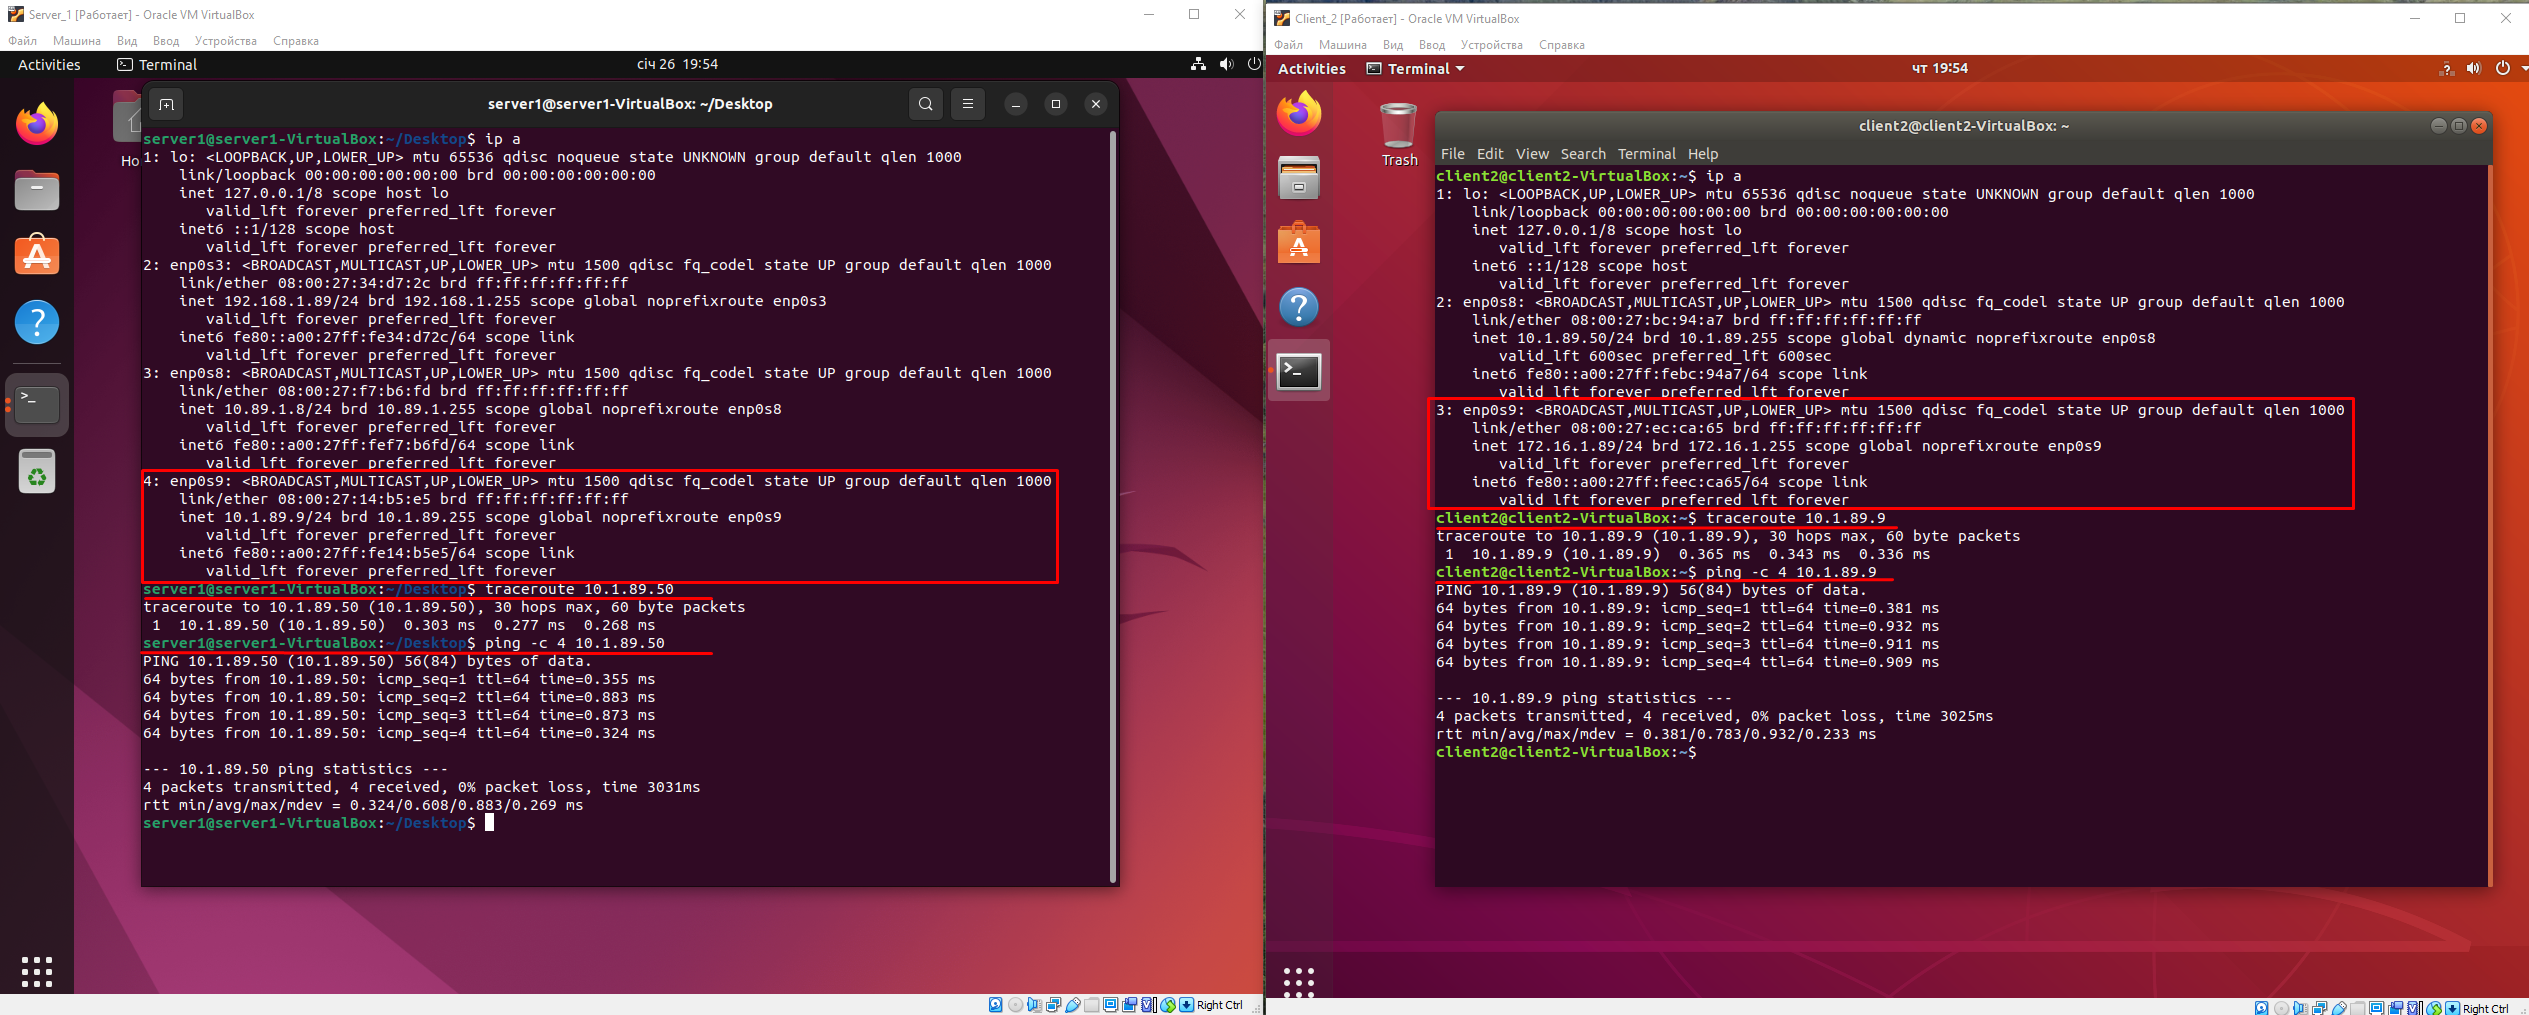 Server_1 [Работает] - Oracle VM VirtualBox
Файл Машина Вид Ввод Устройства Справка
Activities Terminal січ 26 19:54
Ho
server1@server1-VirtualBox: ~/Desktop
server1@server1-VirtualBox:~/Desktop$ ip a
1: lo: <LOOPBACK,UP,LOWER_UP> mtu 65536 qdisc noqueue state UNKNOWN group default qlen 1000
link/loopback 00:00:00:00:00:00 brd 00:00:00:00:00:00
inet 127.0.0.1/8 scope host lo
valid_lft forever preferred_lft forever
inet6 ::1/128 scope host
valid_lft forever preferred_lft forever
2: enp0s3: <BROADCAST,MULTICAST,UP,LOWER_UP> mtu 1500 qdisc fq_codel state UP group default qlen 1000
link/ether 08:00:27:34:d7:2c brd ff:ff:ff:ff:ff:ff
inet 192.168.1.89/24 brd 192.168.1.255 scope global noprefixroute enp0s3
valid_lft forever preferred_lft forever
inet6 fe80::a00:27ff:fe34:d72c/64 scope link
valid_lft forever preferred_lft forever
3: enp0s8: <BROADCAST,MULTICAST,UP,LOWER_UP> mtu 1500 qdisc fq_codel state UP group default qlen 1000
link/ether 08:00:27:f7:b6:fd brd ff:ff:ff:ff:ff:ff
inet 10.89.1.8/24 brd 10.89.1.255 scope global noprefixroute enp0s8
valid_lft forever preferred_lft forever
inet6 fe80::a00:27ff:fef7:b6fd/64 scope link
valid_lft forever preferred_lft forever
4: enp0s9: <BROADCAST,MULTICAST,UP,LOWER_UP> mtu 1500 qdisc fq_codel state UP group default qlen 1000
link/ether 08:00:27:14:b5:e5 brd ff:ff:ff:ff:ff:ff
inet 10.1.89.9/24 brd 10.1.89.255 scope global noprefixroute enp0s9
valid_lft forever preferred_lft forever
inet6 fe80::a00:27ff:fe14:b5e5/64 scope link
valid_lft forever preferred_lft forever
server1@server1-VirtualBox:~/Desktop$ traceroute 10.1.89.50
traceroute to 10.1.89.50 (10.1.89.50), 30 hops max, 60 byte packets
1 10.1.89.50 (10.1.89.50) 0.303 ms 0.277 ms 0.268 ms
server1@server1-VirtualBox:~/Desktop$ ping -c 4 10.1.89.50
PING 10.1.89.50 (10.1.89.50) 56(84) bytes of data.
64 bytes from 10.1.89.50: icmp_seq=1 ttl=64 time=0.355 ms
64 bytes from 10.1.89.50: icmp_seq=2 ttl=64 time=0.883 ms
64 bytes from 10.1.89.50: icmp_seq=3 ttl=64 time=0.873 ms
64 bytes from 10.1.89.50: icmp_seq=4 ttl=64 time=0.324 ms
--- 10.1.89.50 ping statistics ---
4 packets transmitted, 4 received, 0% packet loss, time 3031ms
rtt min/avg/max/mdev = 0.324/0.608/0.883/0.269 ms
server1@server1-VirtualBox:~/Desktop$
Right Ctrl
Client_2 [Работает] - Oracle VM VirtualBox
Файл Машина Вид Ввод Устройства Справка
Activities Terminal чт 19:54
Trash
client2@client2-VirtualBox: ~
File Edit View Search Terminal Help
client2@client2-VirtualBox:~$ ip a
1: lo: <LOOPBACK,UP,LOWER_UP> mtu 65536 qdisc noqueue state UNKNOWN group default qlen 1000
link/loopback 00:00:00:00:00:00 brd 00:00:00:00:00:00
inet 127.0.0.1/8 scope host lo
valid_lft forever preferred_lft forever
inet6 ::1/128 scope host
valid_lft forever preferred_lft forever
2: enp0s8: <BROADCAST,MULTICAST,UP,LOWER_UP> mtu 1500 qdisc fq_codel state UP group default qlen 1000
link/ether 08:00:27:bc:94:a7 brd ff:ff:ff:ff:ff:ff
inet 10.1.89.50/24 brd 10.1.89.255 scope global dynamic noprefixroute enp0s8
valid_lft 600sec preferred_lft 600sec
inet6 fe80::a00:27ff:febc:94a7/64 scope link
valid_lft forever preferred_lft forever
3: enp0s9: <BROADCAST,MULTICAST,UP,LOWER_UP> mtu 1500 qdisc fq_codel state UP group default qlen 1000
link/ether 08:00:27:ec:ca:65 brd ff:ff:ff:ff:ff:ff
inet 172.16.1.89/24 brd 172.16.1.255 scope global noprefixroute enp0s9
valid_lft forever preferred_lft forever
inet6 fe80::a00:27ff:feec:ca65/64 scope link
valid_lft forever preferred_lft forever
client2@client2-VirtualBox:~$ traceroute 10.1.89.9
traceroute to 10.1.89.9 (10.1.89.9), 30 hops max, 60 byte packets
1 10.1.89.9 (10.1.89.9) 0.365 ms 0.343 ms 0.336 ms
client2@client2-VirtualBox:~$ ping -c 4 10.1.89.9
PING 10.1.89.9 (10.1.89.9) 56(84) bytes of data.
64 bytes from 10.1.89.9: icmp_seq=1 ttl=64 time=0.381 ms
64 bytes from 10.1.89.9: icmp_seq=2 ttl=64 time=0.932 ms
64 bytes from 10.1.89.9: icmp_seq=3 ttl=64 time=0.911 ms
64 bytes from 10.1.89.9: icmp_seq=4 ttl=64 time=0.909 ms
--- 10.1.89.9 ping statistics ---
4 packets transmitted, 4 received, 0% packet loss, time 3025ms
rtt min/avg/max/mdev = 0.381/0.783/0.932/0.233 ms
client2@client2-VirtualBox:~$
Right Ctrl